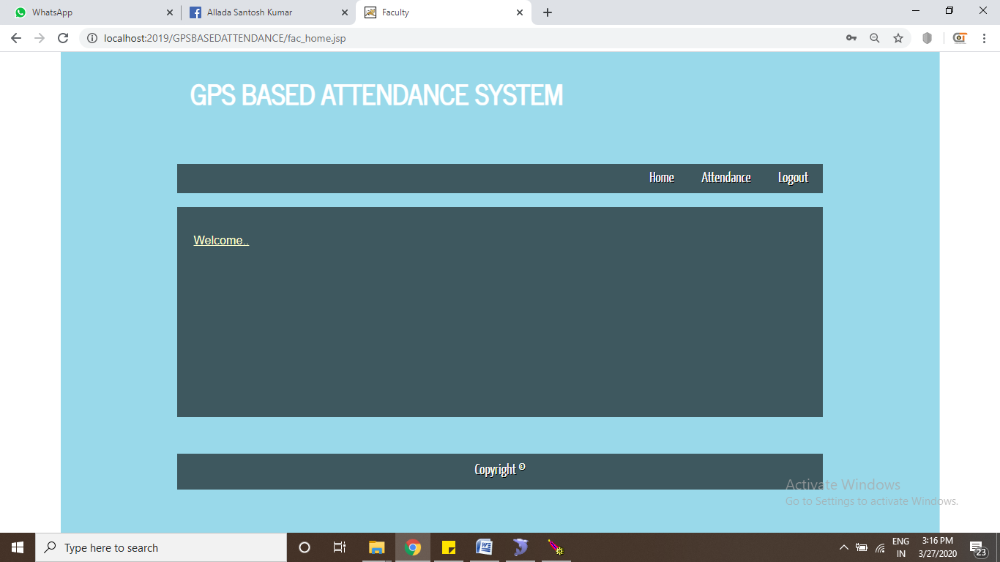 WhatsApp
Allada Santosh Kumar
Faculty
localhost:2019/GPSBASEDATTENDANCE/fac_home.jsp
GPS BASED ATTENDANCE SYSTEM
Home Attendance Logout
Welcome..
Copyright ©
Activate Windows
Go to Settings to activate Windows.
Type here to search
ENG
IN
3:16 PM
3/27/2020
23